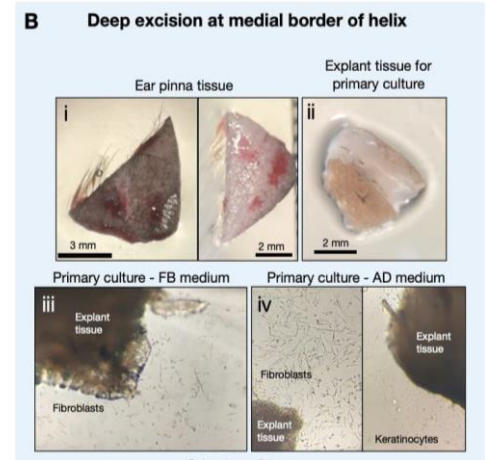 B
Deep excision at medial border of helix
Ear pinna tissue
Explant tissue for
primary culture
i
3 mm
2 mm
ii
2 mm
Primary culture - FB medium
Primary culture - AD medium
iii
Explant
tissue
Fibroblasts
iv
Fibroblasts
Explant
tissue
Explant
tissue
Keratinocytes